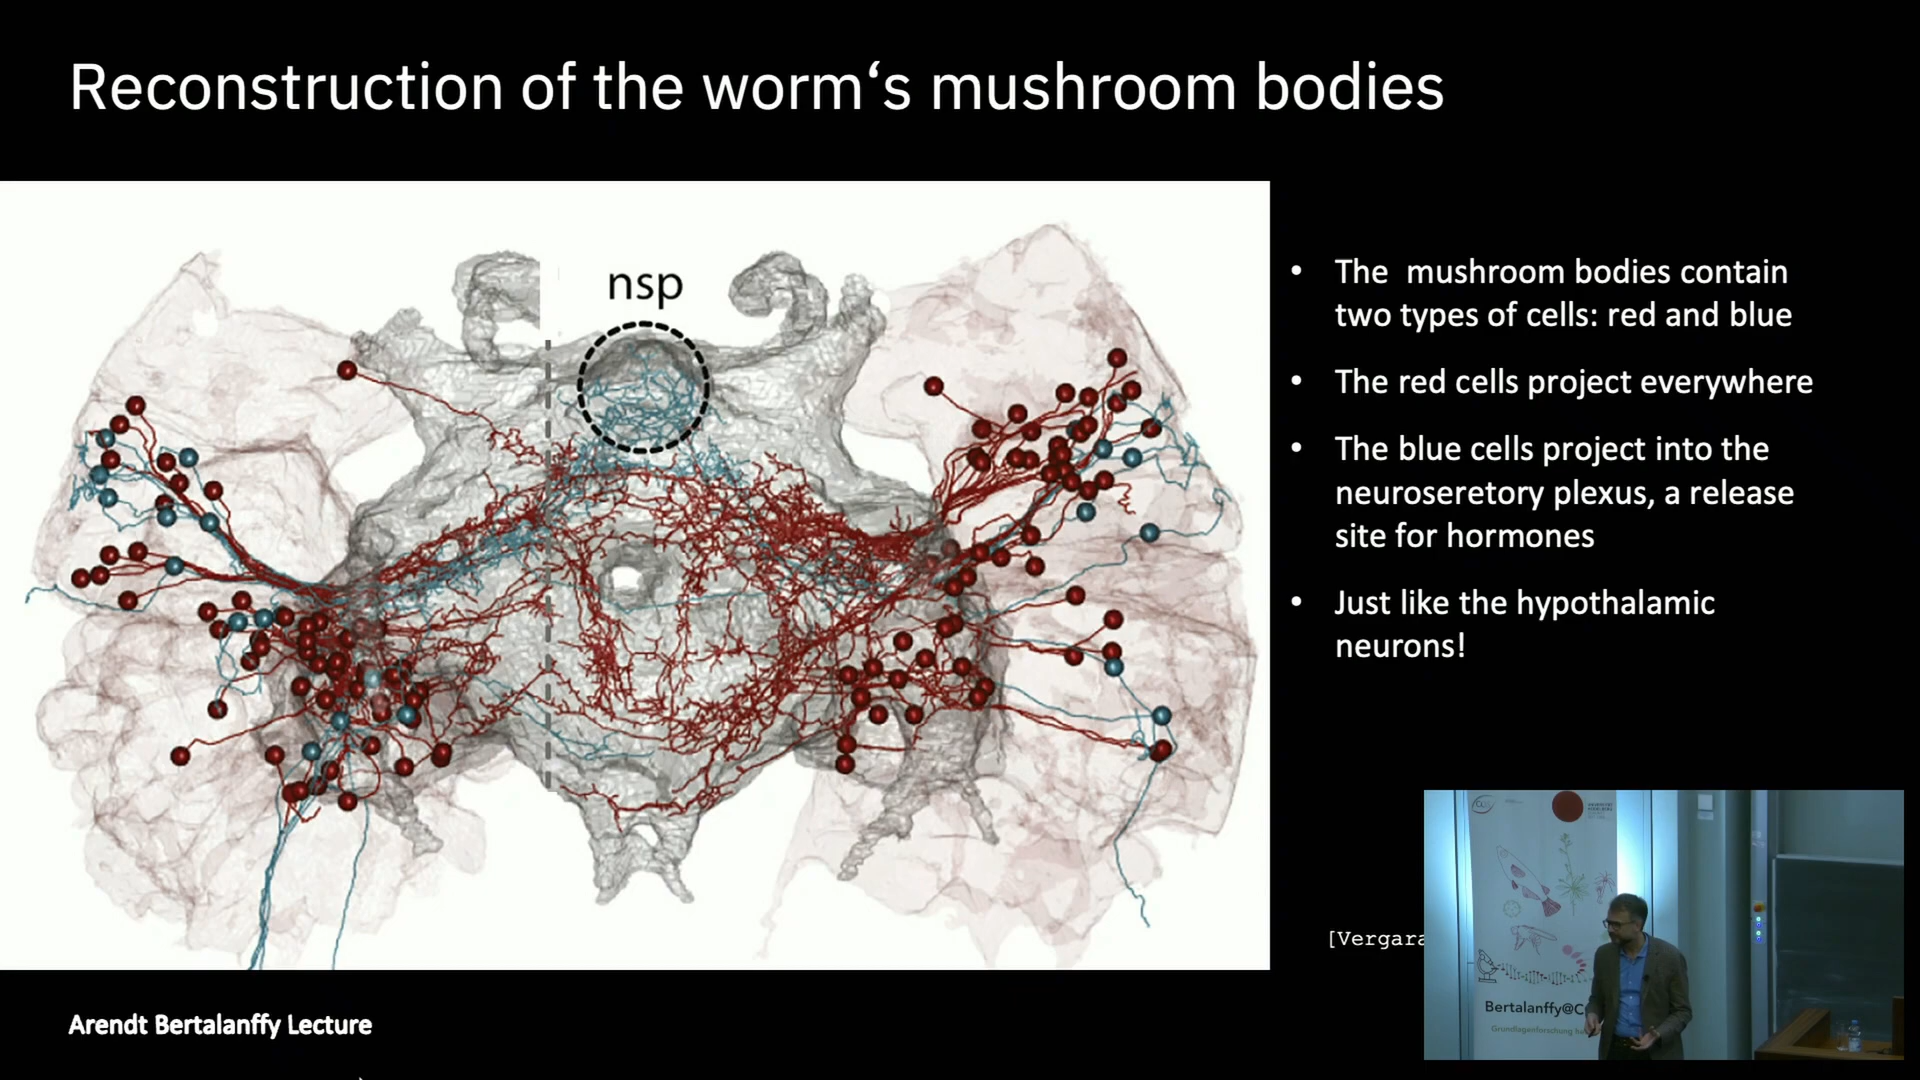 Reconstruction of the worm‘s mushroom bodies
nsp
• The  mushroom bodies contain
two types of cells: red and blue
• The red cells project everywhere
• The blue cells project into the
neuroseretory plexus, a release
site for hormones
• Just like the hypothalamic
neurons!
[Vergara
Arendt Bertalanffy Lecture
Bertalanffy@C
Grundlagenforschung